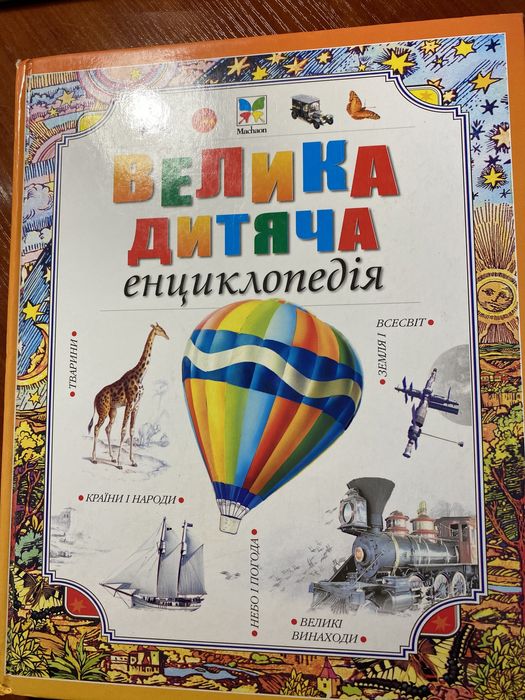 Machaon
ВЕЛИКА
ДИТЯЧА
енциклопедія
ТВАРИНИ
ЗЕМЛЯ І ВСЕСВІТ
КРАЇНИ І НАРОДИ
НЕБО І ПОГОДА
ВЕЛИКІ
ВИНАХОДИ